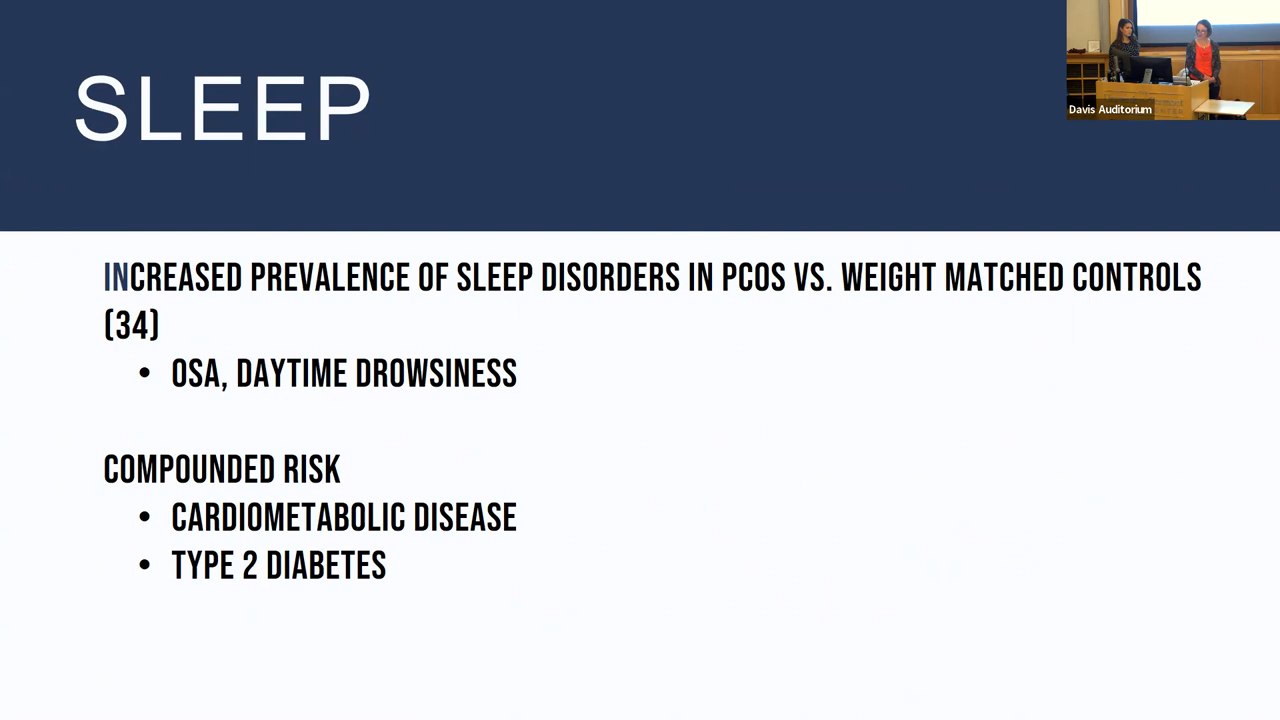 SLEEP
Davis Auditorium
INCREASED PREVALENCE OF SLEEP DISORDERS IN PCOS VS. WEIGHT MATCHED CONTROLS
(34)
• OSA, DAYTIME DROWSINESS
COMPOUNDED RISK
• CARDIOMETABOLIC DISEASE
• TYPE 2 DIABETES